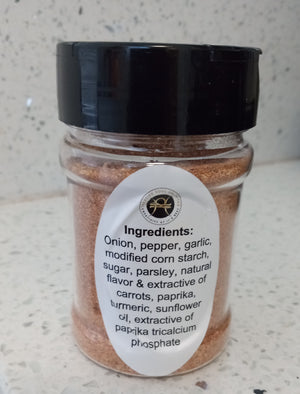 Ingredients:
Onion, pepper, garlic,
modified corn starch,
sugar, parsley, natural
flavor & extractive of
carrots, paprika,
turmeric, sunflower
oil, extractive of
paprika tricalcium
phosphate